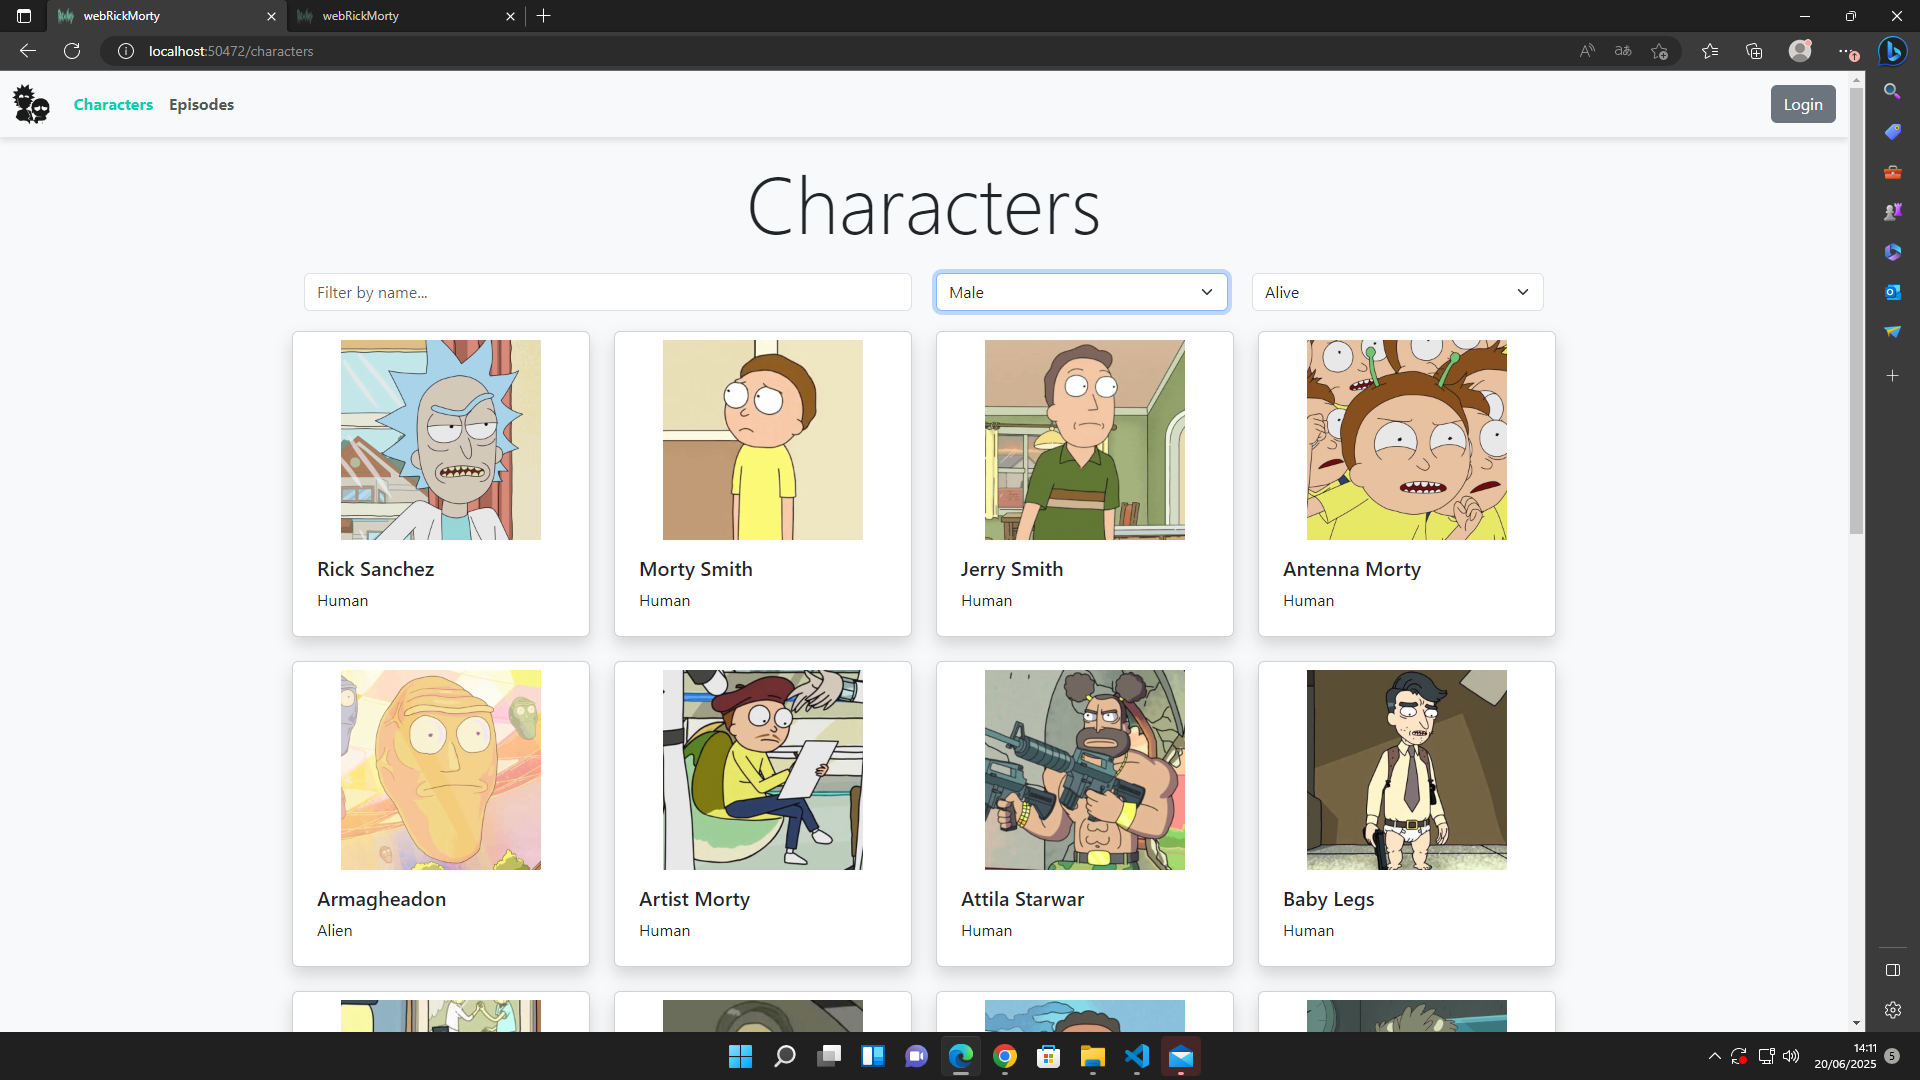 webRickMorty
webRickMorty
localhost:50472/characters
Characters Episodes
Login
Characters
Filter by name...
Male
Alive
Rick Sanchez
Human
Morty Smith
Human
Jerry Smith
Human
Antenna Morty
Human
Armagheadon
Alien
Artist Morty
Human
Attila Starwar
Human
Baby Legs
Human
14:11
20/06/2025
5